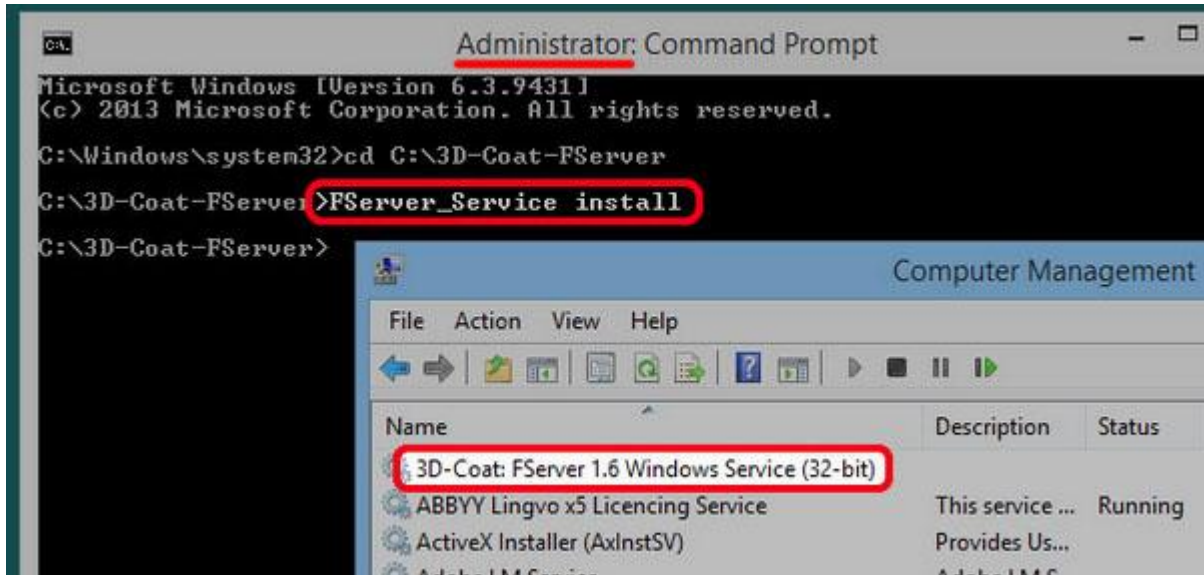 Administrator: Command Prompt
Microsoft Windows [Version 6.3.9431]
(c) 2013 Microsoft Corporation. All rights reserved.
C:\Windows\system32>cd C:\3D-Coat-FServer
C:\3D-Coat-FServer>FServer_Service install
C:\3D-Coat-FServer>
Computer Management
File Action View Help
Name Description Status
3D-Coat: FServer 1.6 Windows Service (32-bit)
ABBYY Lingvo x5 Licencing Service This service ... Running
ActiveX Installer (AxInstSV) Provides Us...